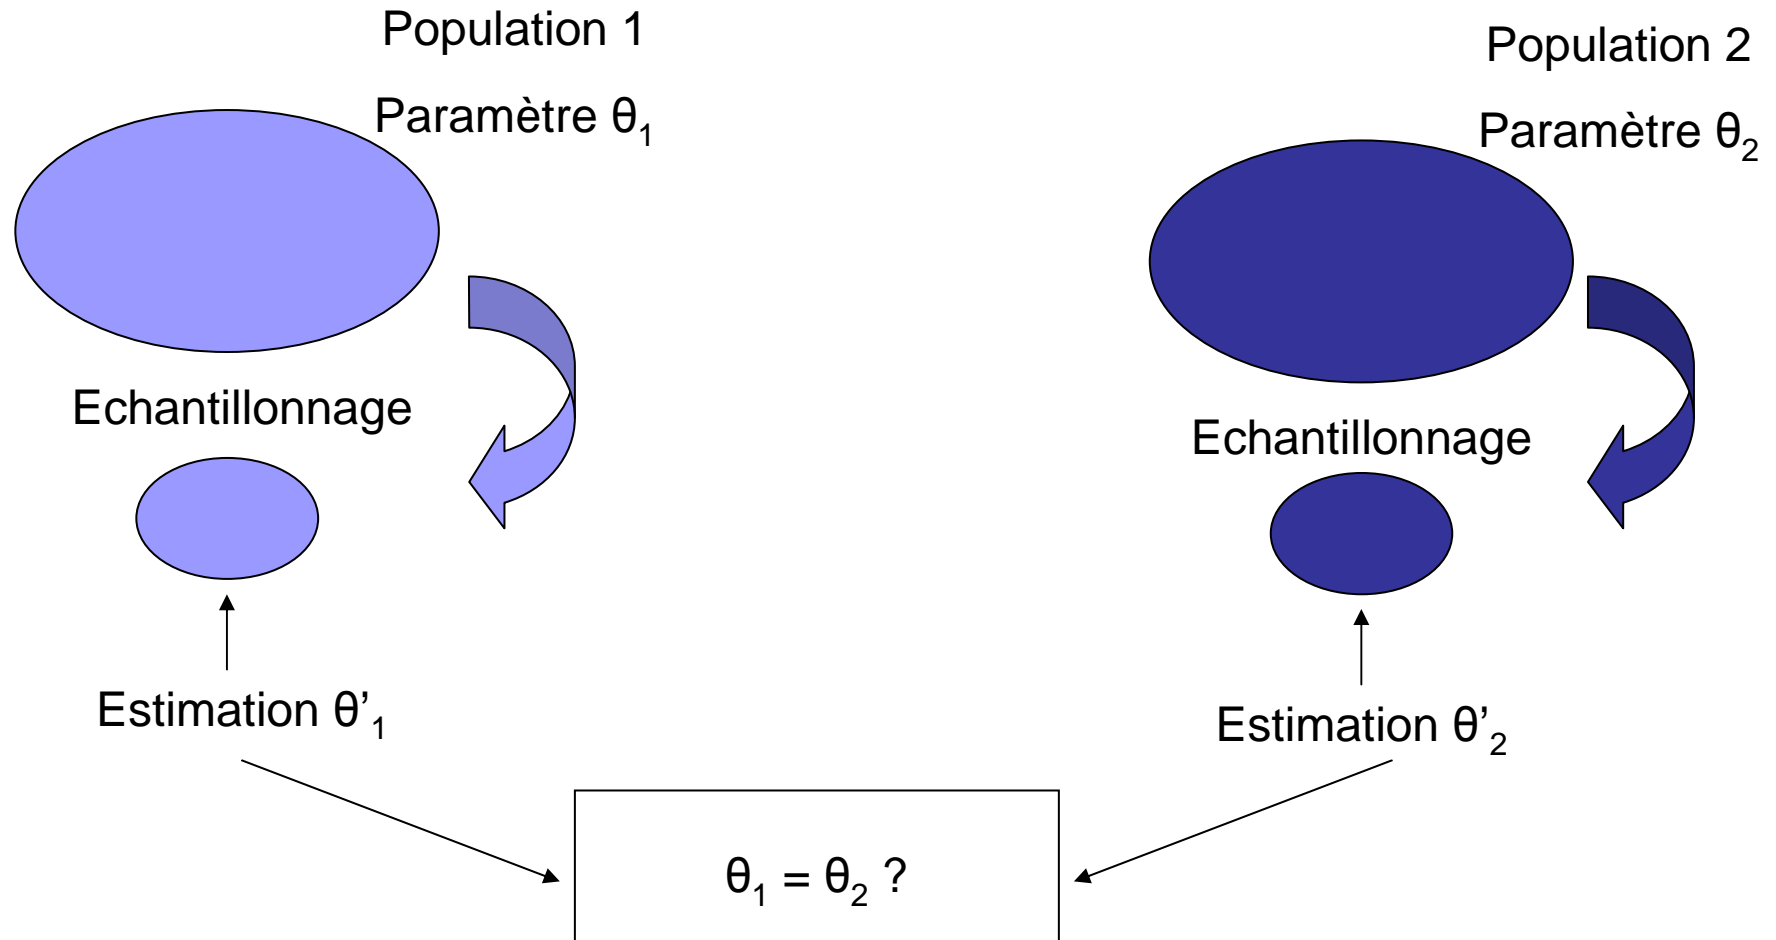 Population 1
Paramètre θ₁
Echantillonnage
Estimation θ’₁
Population 2
Paramètre θ₂
Echantillonnage
Estimation θ’₂
θ₁ = θ₂ ?